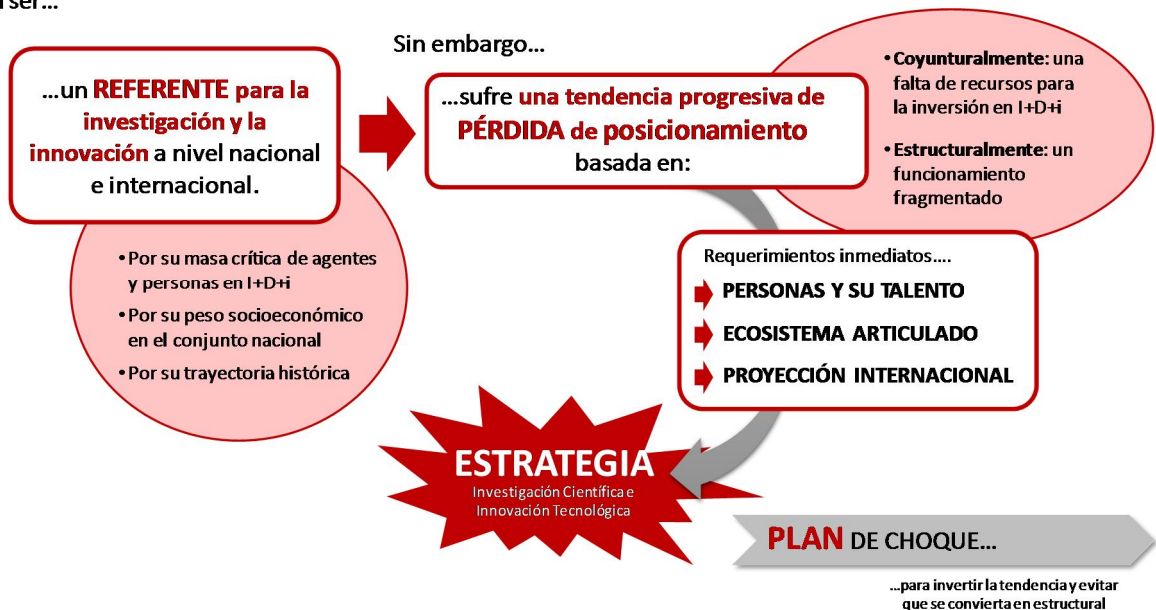 ser...
...un REFERENTE para la
investigación y la
innovación a nivel nacional
e internacional.
• Por su masa crítica de agentes
y personas en I+D+i
• Por su peso socioeconómico
en el conjunto nacional
• Por su trayectoria histórica
Sin embargo...
...sufre una tendencia progresiva de
PÉRDIDA de posicionamiento
basada en:
• Coyunturalmente: una
falta de recursos para
la inversión en I+D+i
• Estructuralmente: un
funcionamiento
fragmentado
Requerimientos inmediatos....
PERSONAS Y SU TALENTO
ECOSISTEMA ARTICULADO
PROYECCIÓN INTERNACIONAL
ESTRATEGIA
Investigación Científica e
Innovación Tecnológica
PLAN DE CHOQUE...
...para invertir la tendencia y evitar
que se convierta en estructural